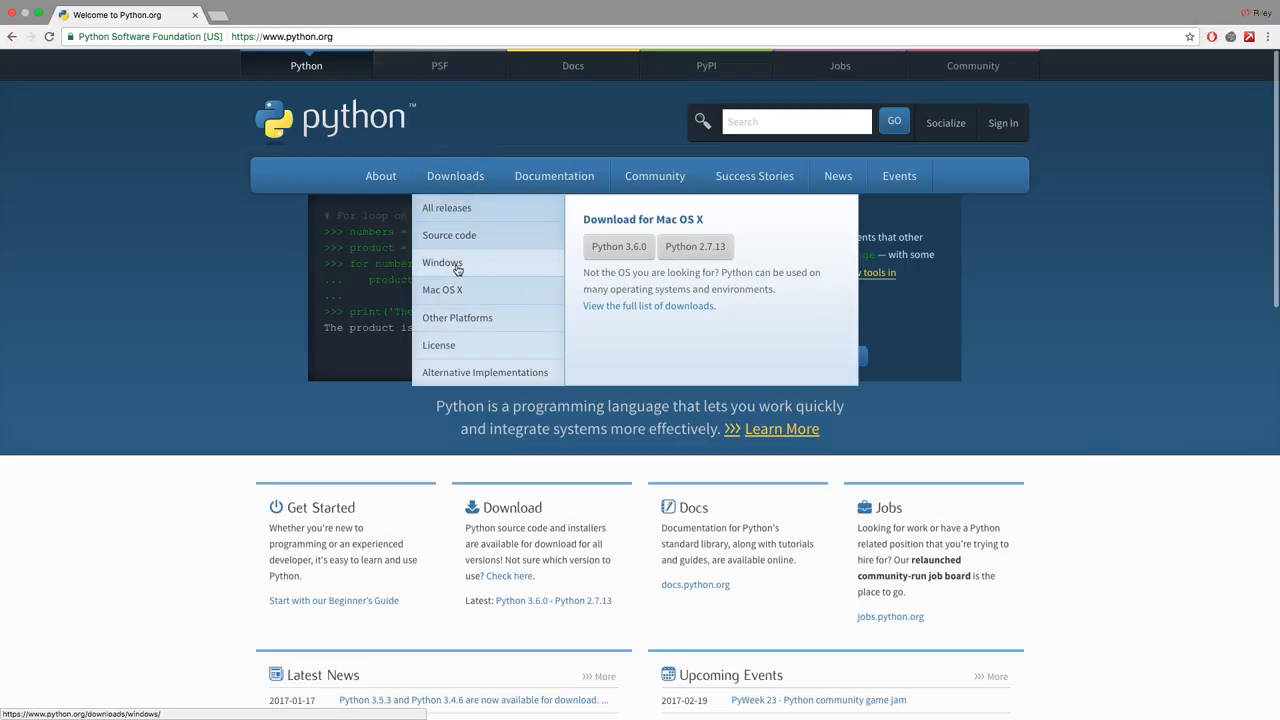 Welcome to Python.org
Riley
Python Software Foundation [US]
https://www.python.org
Python
PSF
Docs
PyPI
Jobs
Community
python™
Search
GO
Socialize
Sign In
About
Downloads
Documentation
Community
Success Stories
News
Events
# For loop on
>>> numbers =
>>> product =
>>> for number
... produc
...
>>> print('The
The product is
All releases
Source code
Windows
Mac OS X
Other Platforms
License
Alternative Implementations
Download for Mac OS X
Python 3.6.0
Python 2.7.13
Not the OS you are looking for? Python can be used on
many operating systems and environments.
View the full list of downloads.
— with some
tools in
Python is a programming language that lets you work quickly
and integrate systems more effectively. >>> Learn More
Get Started
Whether you're new to
programming or an experienced
developer, it's easy to learn and use
Python.
Start with our Beginner's Guide
Download
Python source code and installers
are available for download for all
versions! Not sure which version to
use? Check here.
Latest: Python 3.6.0 - Python 2.7.13
Docs
Documentation for Python's
standard library, along with tutorials
and guides, are available online.
docs.python.org
Jobs
Looking for work or have a Python
related position that you're trying to
hire for? Our relaunched
community-run job board is the
place to go.
jobs.python.org
Latest News
>>> More
2017-01-17 Python 3.5.3 and Python 3.4.6 are now available for download. ...
Upcoming Events
>>> More
2017-02-19 PyWeek 23 - Python community game jam
https://www.python.org/downloads/windows/